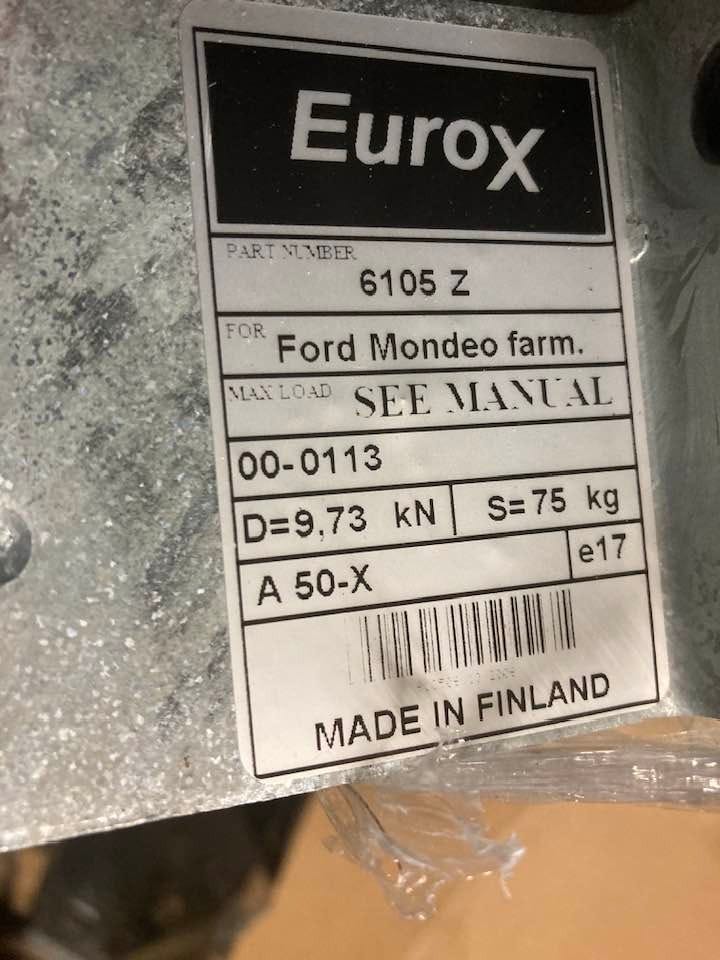 EuroX
PART NUMBER
6105 Z
FOR Ford Mondeo farm.
MAX LOAD SEE MANUAL
00-0113
D=9,73 kN S=75 kg
A 50-X e17
MADE IN FINLAND